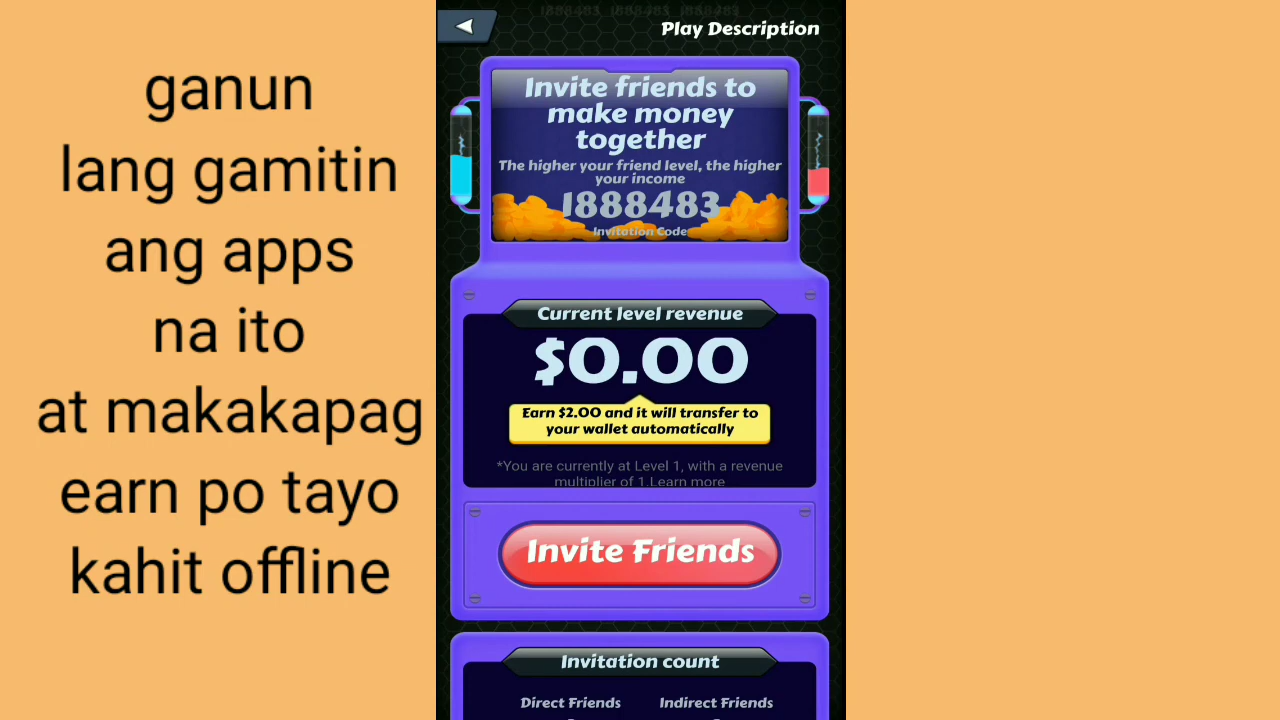 ganun
lang gamitin
ang apps
na ito
at makakapag
earn po tayo
kahit offline
Play Description
Invite friends to
make money
together
The higher your friend level, the higher
your income
1888483
Invitation Code
Current level revenue
$0.00
Earn $2.00 and it will transfer to
your wallet automatically
*You are currently at Level 1, with a revenue
multiplier of 1.Learn more
Invite Friends
Invitation count
Direct Friends Indirect Friends